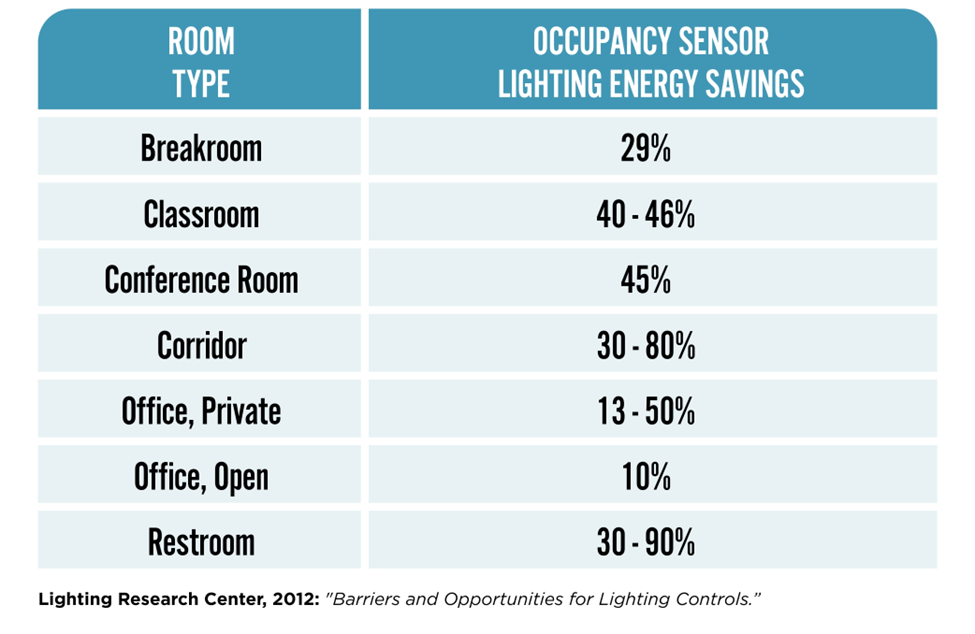 ROOM TYPE OCCUPANCY SENSOR LIGHTING ENERGY SAVINGS
Breakroom 29%
Classroom 40 - 46%
Conference Room 45%
Corridor 30 - 80%
Office, Private 13 - 50%
Office, Open 10%
Restroom 30 - 90%
Lighting Research Center, 2012: "Barriers and Opportunities for Lighting Controls.”